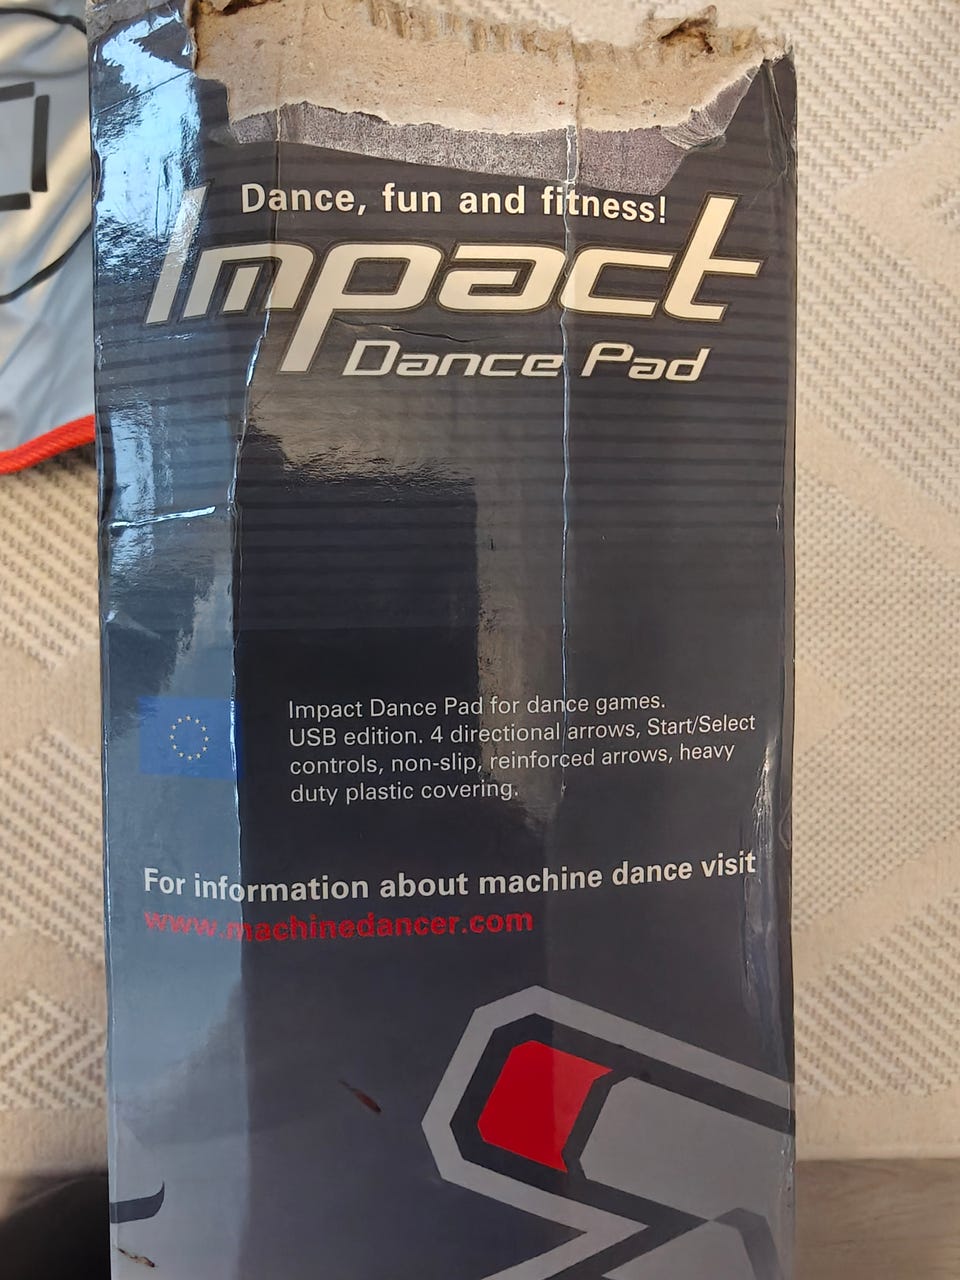 Dance, fun and fitness!
Impact
Dance Pad
Impact Dance Pad for dance games.
USB edition. 4 directional arrows, Start/Select
controls, non-slip, reinforced arrows, heavy
duty plastic covering.
For information about machine dance visit
www.machinedancer.com